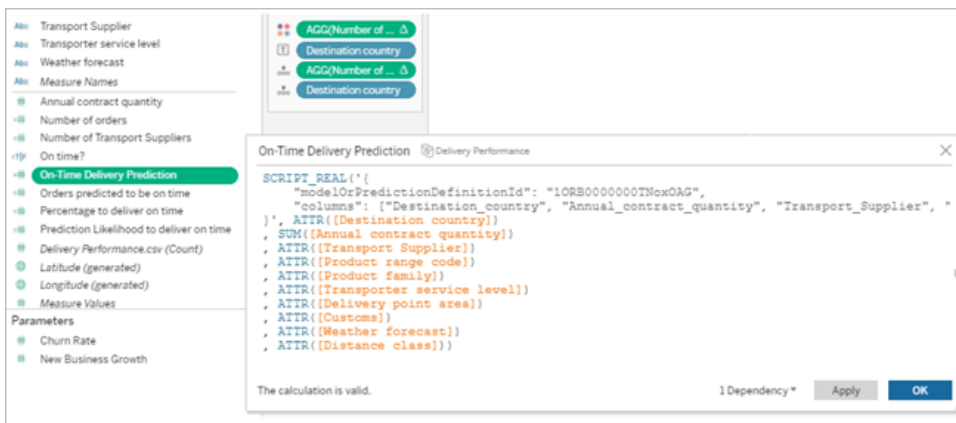 Abc Transport Supplier
Abc Transporter service level
Abc Weather forecast
Abc Measure Names
Annual contract quantity
Number of orders
Number of Transport Suppliers
On time?
On-Time Delivery Prediction
Orders predicted to be on time
Percentage to deliver on time
Prediction Likelihood to deliver on time
Delivery Performance.csv (Count)
Latitude (generated)
Longitude (generated)
Measure Values
Parameters
Churn Rate
New Business Growth
AGG(Number of ... Δ
Destination country
AGG(Number of ... Δ
Destination country
On-Time Delivery Prediction Delivery Performance
SCRIPT_REAL('{
"modelOrPredictionDefinitionId": "1ORB0000000TNoxOAG",
"columns": ["Destination_country", "Annual_contract_quantity", "Transport_Supplier", "
}', ATTR([Destination country])
, SUM([Annual contract quantity])
, ATTR([Transport Supplier])
, ATTR([Product range code])
, ATTR([Product family])
, ATTR([Transporter service level])
, ATTR([Delivery point area])
, ATTR([Customs])
, ATTR([Weather forecast])
, ATTR([Distance class]))
The calculation is valid.
1 Dependency
Apply
OK